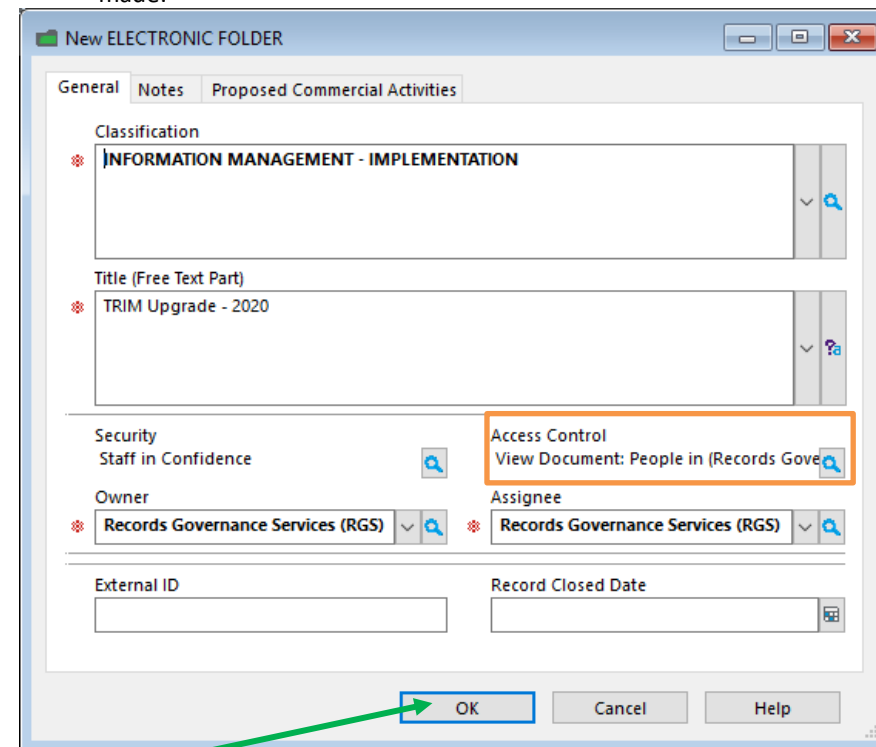 made.
New ELECTRONIC FOLDER
General Notes Proposed Commercial Activities
Classification
INFORMATION MANAGEMENT - IMPLEMENTATION
Title (Free Text Part)
TRIM Upgrade - 2020
Security Access Control
Staff in Confidence View Document: People in (Records Gove
Owner Assignee
Records Governance Services (RGS) Records Governance Services (RGS)
External ID Record Closed Date
OK Cancel Help